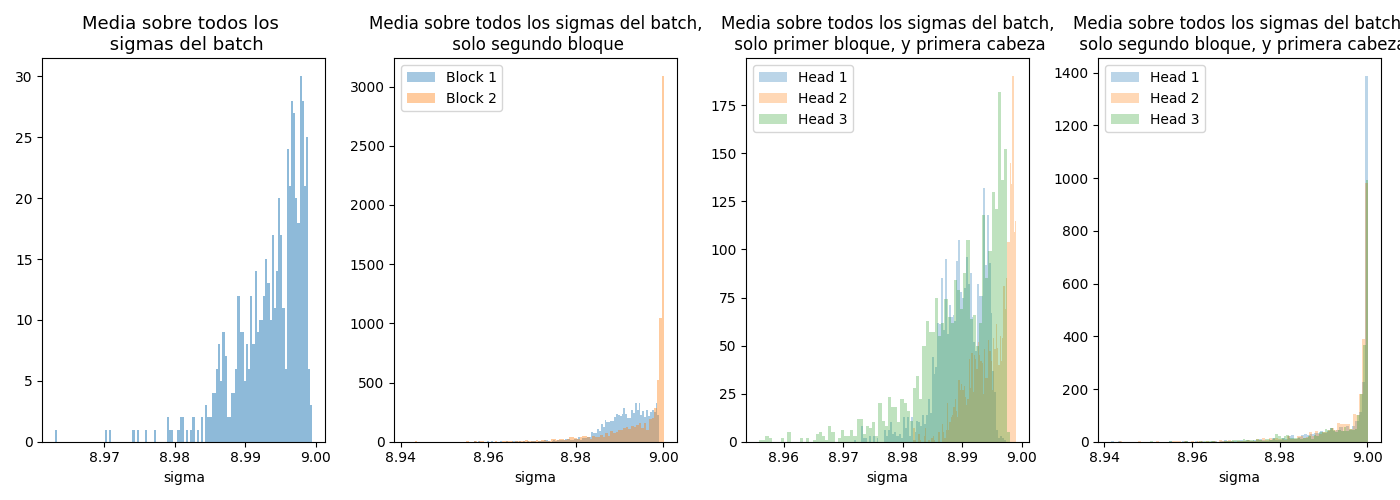 Media sobre todos los
sigmas del batch
30
25
20
15
10
5
0
8.97
8.98
8.99
9.00
sigma
Media sobre todos los sigmas del batch,
solo segundo bloque
Block 1
Block 2
3000
2500
2000
1500
1000
500
0
8.94
8.96
8.98
9.00
sigma
Media sobre todos los sigmas del batch,
solo primer bloque, y primera cabeza
Head 1
Head 2
Head 3
175
150
125
100
75
50
25
0
8.96
8.97
8.98
8.99
9.00
sigma
Media sobre todos los sigmas del batch
solo segundo bloque, y primera cabeza
Head 1
Head 2
Head 3
1400
1200
1000
800
600
400
200
0
8.94
8.96
8.98
9.00
sigma